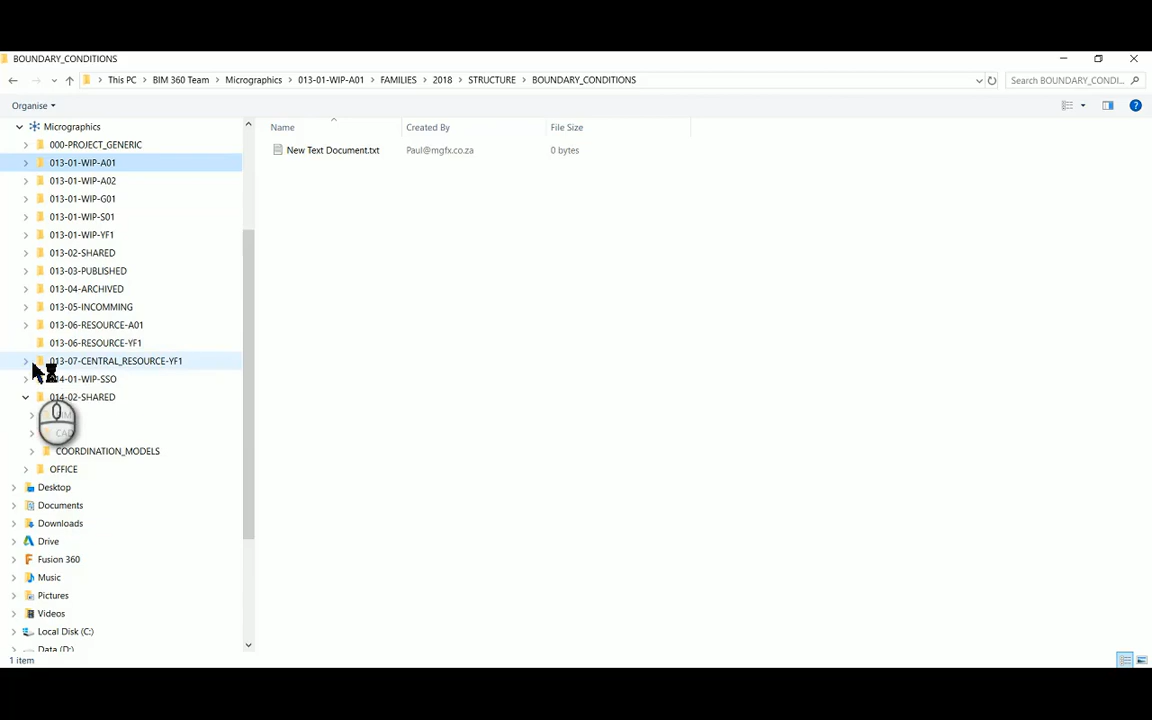 BOUNDARY_CONDITIONS
This PC > BIM 360 Team > Micrographics > 013-01-WIP-A01 > FAMILIES > 2018 > STRUCTURE > BOUNDARY_CONDITIONS
Search BOUNDARY_CONDI...
Organise
Micrographics
Name Created By File Size
000-PROJECT_GENERIC
New Text Document.txt Paul@mgfx.co.za 0 bytes
013-01-WIP-A01
013-01-WIP-A02
013-01-WIP-G01
013-01-WIP-S01
013-01-WIP-YF1
013-02-SHARED
013-03-PUBLISHED
013-04-ARCHIVED
013-05-INCOMMING
013-06-RESOURCE-A01
013-06-RESOURCE-YF1
013-07-CENTRAL_RESOURCE-YF1
014-01-WIP-SSO
014-02-SHARED
COORDINATION_MODELS
OFFICE
Desktop
Documents
Downloads
Drive
Fusion 360
Music
Pictures
Videos
Local Disk (C:)
Data (D:)
1 item